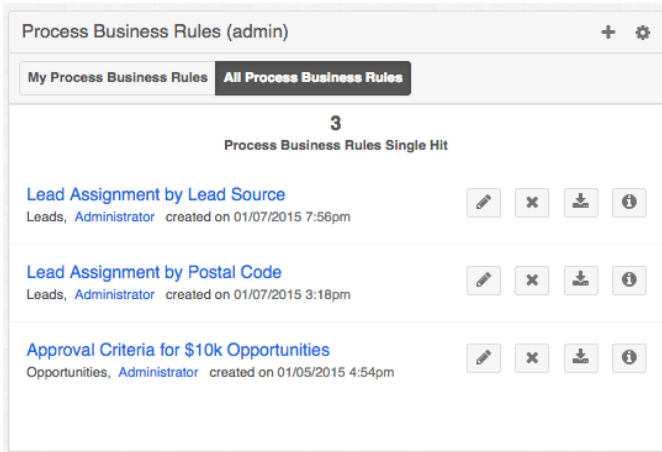 Process Business Rules (admin)
My Process Business Rules All Process Business Rules
3
Process Business Rules Single Hit
Lead Assignment by Lead Source
Leads, Administrator created on 01/07/2015 7:56pm
Lead Assignment by Postal Code
Leads, Administrator created on 01/07/2015 3:18pm
Approval Criteria for $10k Opportunities
Opportunities, Administrator created on 01/05/2015 4:54pm